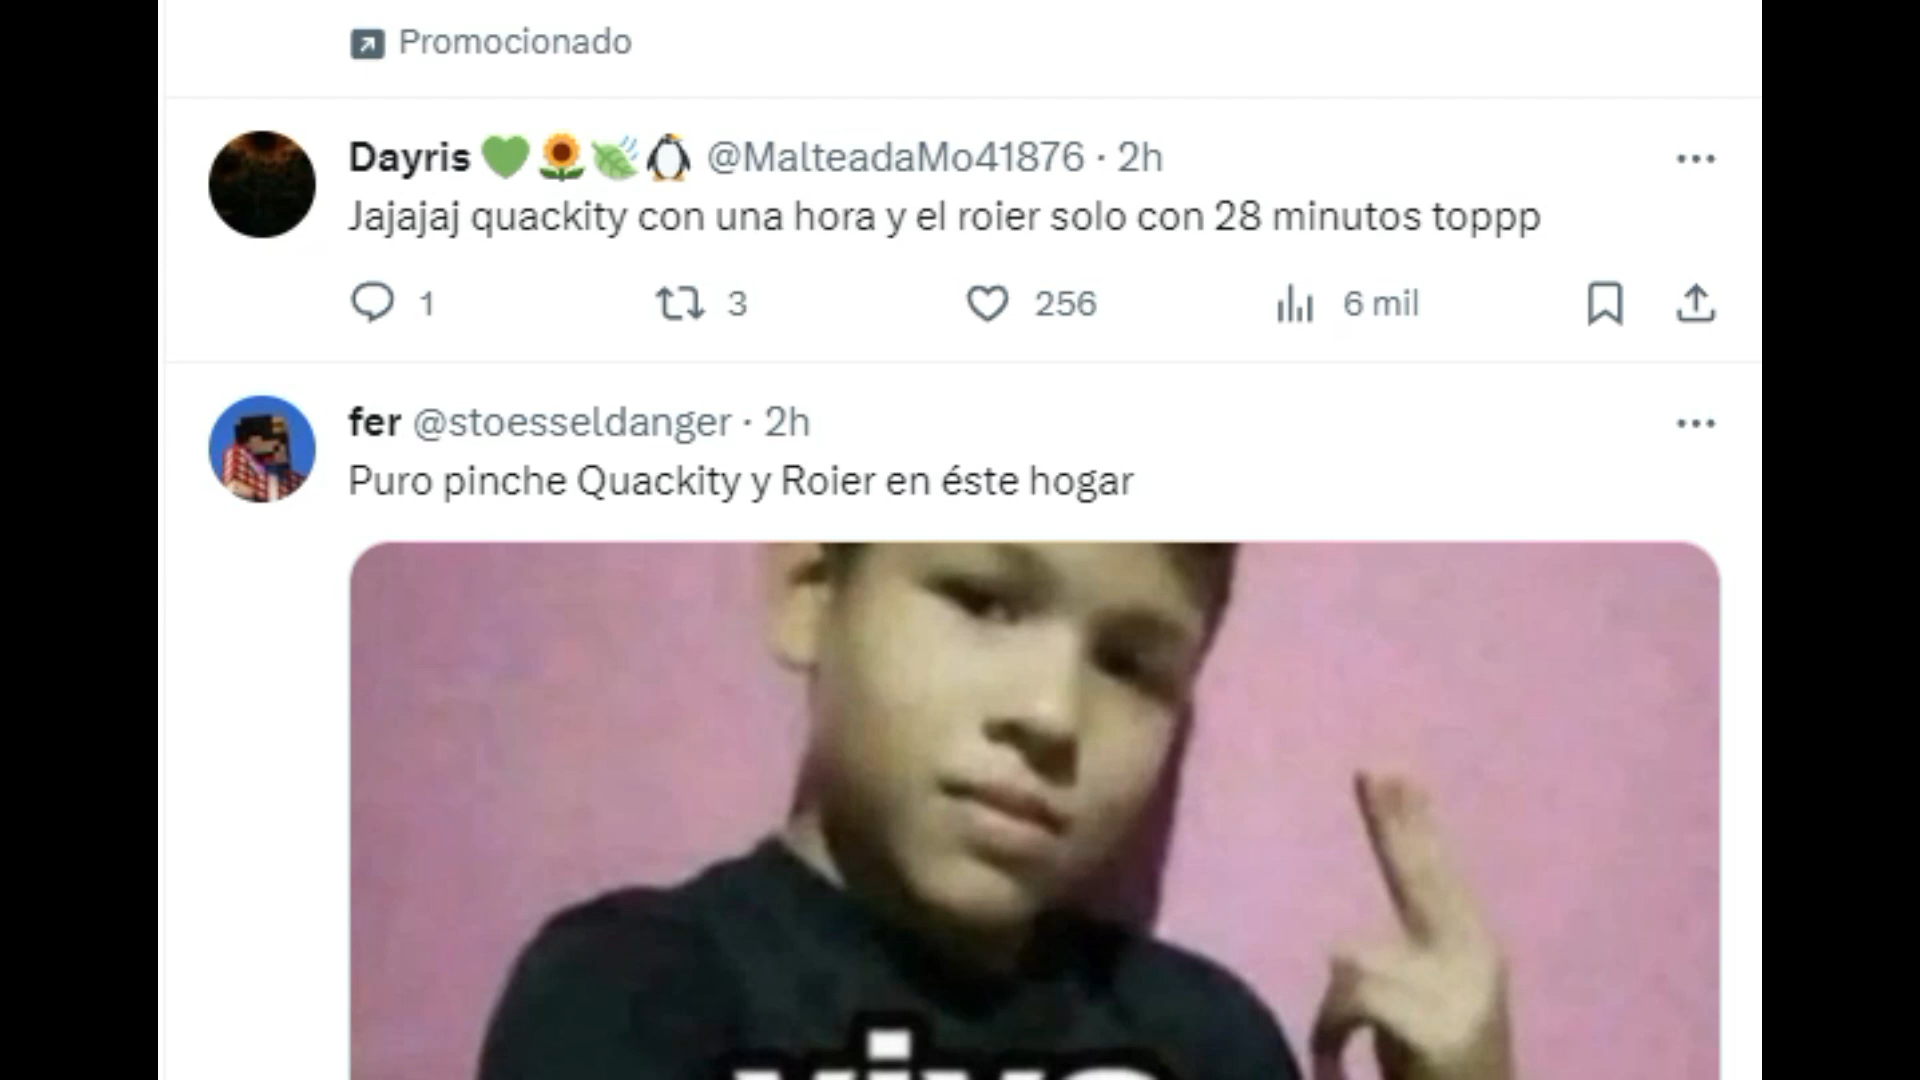 Promocionado
Dayris 💚🌻🍃🐧 @MalteadaMo41876 · 2h
Jajajaj quackity con una hora y el roier solo con 28 minutos toppp
1 3 256 6 mil
fer @stoesseldanger · 2h
Puro pinche Quackity y Roier en éste hogar